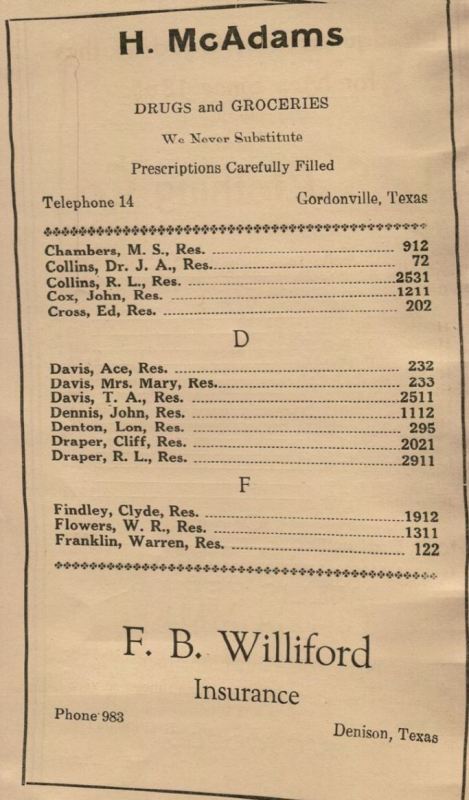 H. McAdams
DRUGS and GROCERIES
We Never Substitute
Prescriptions Carefully Filled
Telephone 14 Gordonville, Texas
Chambers, M. S., Res. 912
Collins, Dr. J. A., Res. 72
Collins, R. L., Res. 2531
Cox, John, Res. 1211
Cross, Ed, Res. 202
D
Davis, Ace, Res. 232
Davis, Mrs. Mary, Res. 233
Davis, T. A., Res. 2511
Dennis, John, Res. 1112
Denton, Lon, Res. 295
Draper, Cliff, Res. 2021
Draper, R. L., Res. 2911
F
Findley, Clyde, Res. 1912
Flowers, W. R., Res. 1311
Franklin, Warren, Res. 122
F. B. Williford
Insurance
Phone 983 Denison, Texas